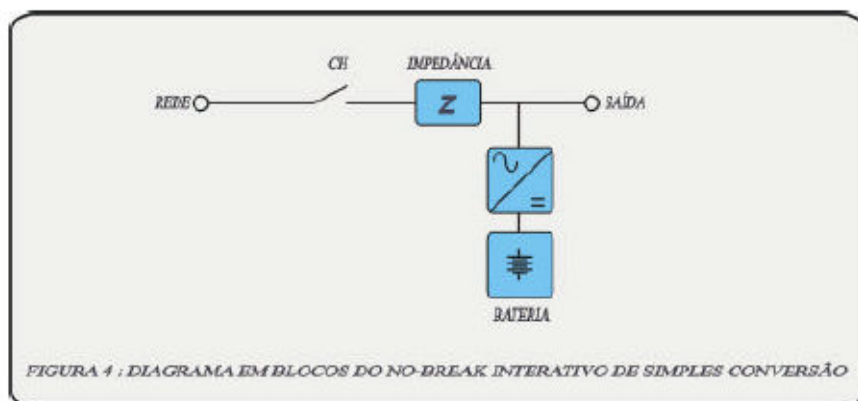 CH
IMPEDÂNCIA
REDE
Z
SAÍDA
BATERIA
FIGURA 4 : DIAGRAMA EM BLOCOS DO NO-BREAK INTERATIVO DE SIMPLES CONVERSÃO